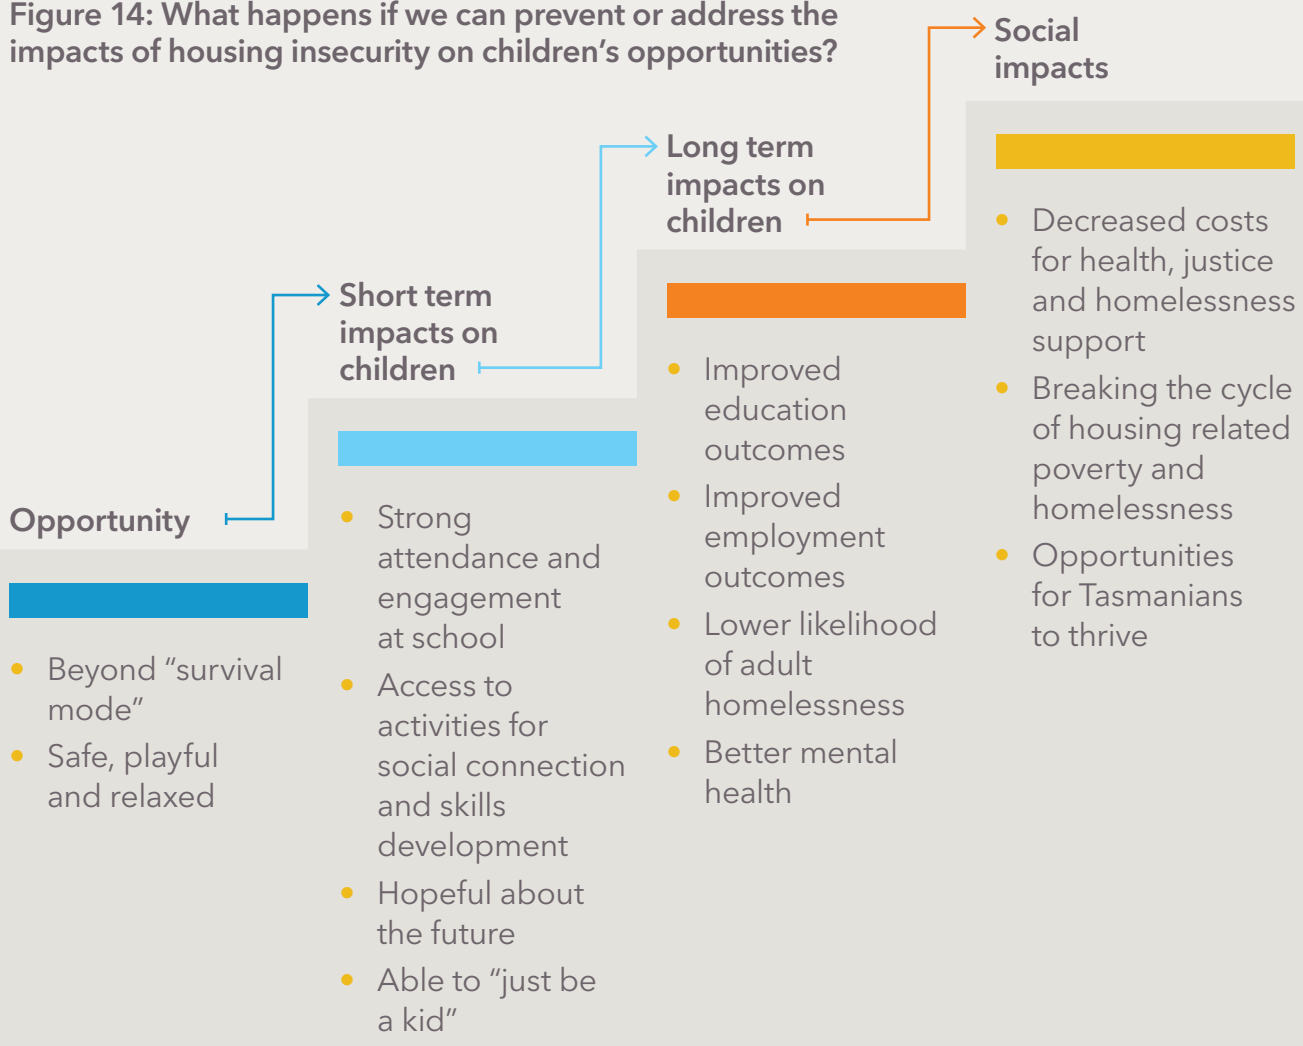 Figure 14: What happens if we can prevent or address the
impacts of housing insecurity on children’s opportunities?
Opportunity
• Beyond “survival
mode”
• Safe, playful
and relaxed
Short term
impacts on
children
• Strong
attendance and
engagement
at school
• Access to
activities for
social connection
and skills
development
• Hopeful about
the future
• Able to “just be
a kid”
Long term
impacts on
children
• Improved
education
outcomes
• Improved
employment
outcomes
• Lower likelihood
of adult
homelessness
• Better mental
health
Social
impacts
• Decreased costs
for health, justice
and homelessness
support
• Breaking the cycle
of housing related
poverty and
homelessness
• Opportunities
for Tasmanians
to thrive